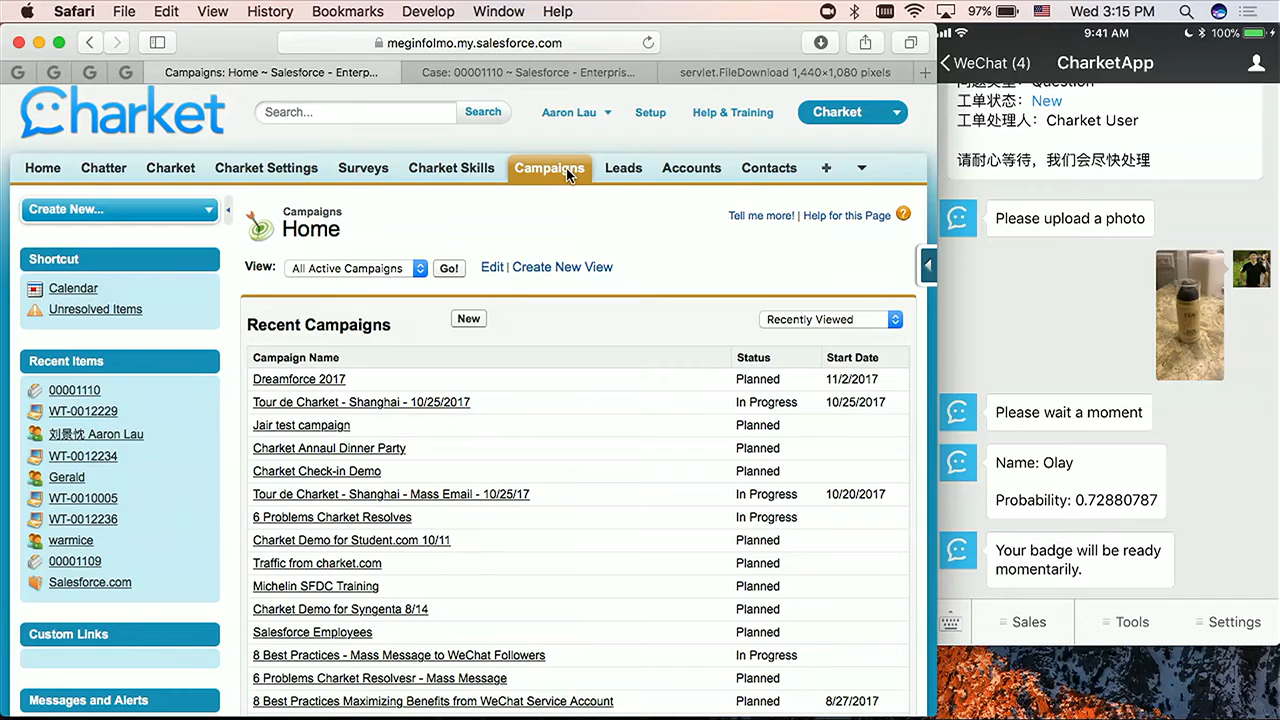 Safari File Edit View History Bookmarks Develop Window Help
97% Wed 3:15 PM
meginfolmo.my.salesforce.com
G G G G Campaigns: Home ~ Salesforce - Enterp... Case: 00001110 ~ Salesforce - Enterpris... servlet.FileDownload 1,440×1,080 pixels +
Charket
Search... Search Aaron Lau Setup Help & Training Charket
Home Chatter Charket Charket Settings Surveys Charket Skills Campaigns Leads Accounts Contacts +
Create New...
Shortcut
Calendar
Unresolved Items
Recent Items
00001110
WT-0012229
刘景忱 Aaron Lau
WT-0012234
Gerald
WT-0010005
WT-0012236
warmice
00001109
Salesforce.com
Custom Links
Messages and Alerts
Campaigns
Home
Tell me more! | Help for this Page ?
View: All Active Campaigns Go! Edit | Create New View
Recent Campaigns New Recently Viewed
Campaign Name Status Start Date
Dreamforce 2017 Planned 11/2/2017
Tour de Charket - Shanghai - 10/25/2017 In Progress 10/25/2017
Jair test campaign Planned
Charket Annaul Dinner Party Planned
Charket Check-in Demo Planned
Tour de Charket - Shanghai - Mass Email - 10/25/17 In Progress 10/20/2017
6 Problems Charket Resolves In Progress
Charket Demo for Student.com 10/11 Planned
Traffic from charket.com Planned
Michelin SFDC Training Planned
Charket Demo for Syngenta 8/14 Planned
Salesforce Employees Planned
8 Best Practices - Mass Message to WeChat Followers In Progress
6 Problems Charket Resolvesr - Mass Message Planned
8 Best Practices Maximizing Benefits from WeChat Service Account Planned 8/27/2017
9:41 AM 100%
WeChat (4) CharketApp
问题类型：Question
工单状态：New
工单处理人：Charket User
请耐心等待，我们会尽快处理
Please upload a photo
Please wait a moment
Name: Olay
Probability: 0.72880787
Your badge will be ready
momentarily.
Sales Tools Settings